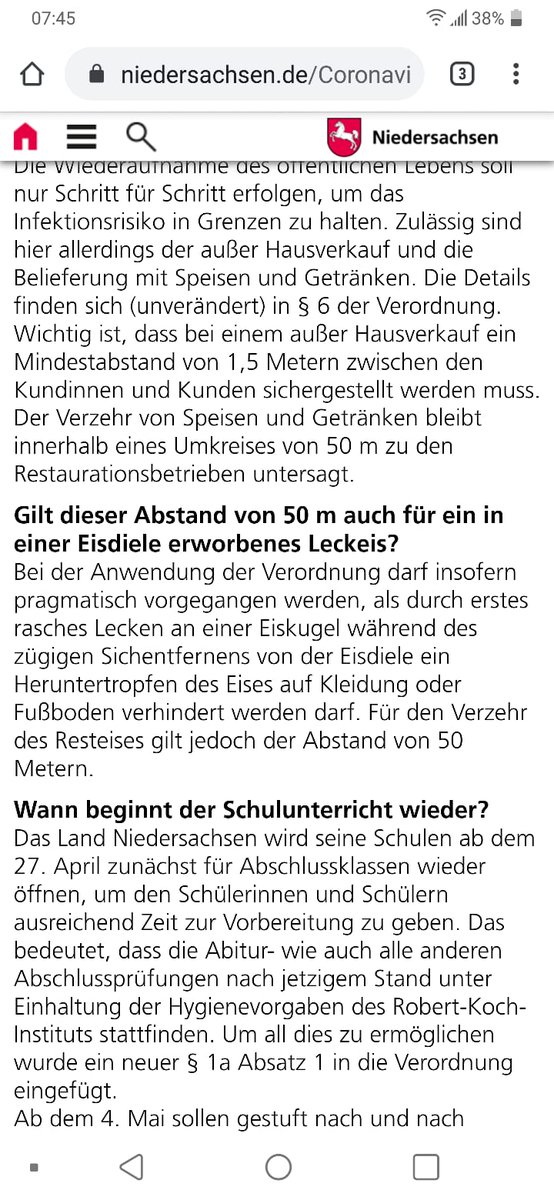 07:45
38%
niedersachsen.de/Coronavi
3
Niedersachsen
Die Wiederaufnahme des öffentlichen Lebens soll
nur Schritt für Schritt erfolgen, um das
Infektionsrisiko in Grenzen zu halten. Zulässig sind
hier allerdings der außer Hausverkauf und die
Belieferung mit Speisen und Getränken. Die Details
finden sich (unverändert) in § 6 der Verordnung.
Wichtig ist, dass bei einem außer Hausverkauf ein
Mindestabstand von 1,5 Metern zwischen den
Kundinnen und Kunden sichergestellt werden muss.
Der Verzehr von Speisen und Getränken bleibt
innerhalb eines Umkreises von 50 m zu den
Restaurationsbetrieben untersagt.
Gilt dieser Abstand von 50 m auch für ein in
einer Eisdiele erworbenes Leckeis?
Bei der Anwendung der Verordnung darf insofern
pragmatisch vorgegangen werden, als durch erstes
rasches Lecken an einer Eiskugel während des
zügigen Sichentfernens von der Eisdiele ein
Heruntertropfen des Eises auf Kleidung oder
Fußboden verhindert werden darf. Für den Verzehr
des Resteises gilt jedoch der Abstand von 50
Metern.
Wann beginnt der Schulunterricht wieder?
Das Land Niedersachsen wird seine Schulen ab dem
27. April zunächst für Abschlussklassen wieder
öffnen, um den Schülerinnen und Schülern
ausreichend Zeit zur Vorbereitung zu geben. Das
bedeutet, dass die Abitur- wie auch alle anderen
Abschlussprüfungen nach jetzigem Stand unter
Einhaltung der Hygienevorgaben des Robert-Koch-
Instituts stattfinden. Um all dies zu ermöglichen
wurde ein neuer § 1a Absatz 1 in die Verordnung
eingefügt.
Ab dem 4. Mai sollen gestuft nach und nach